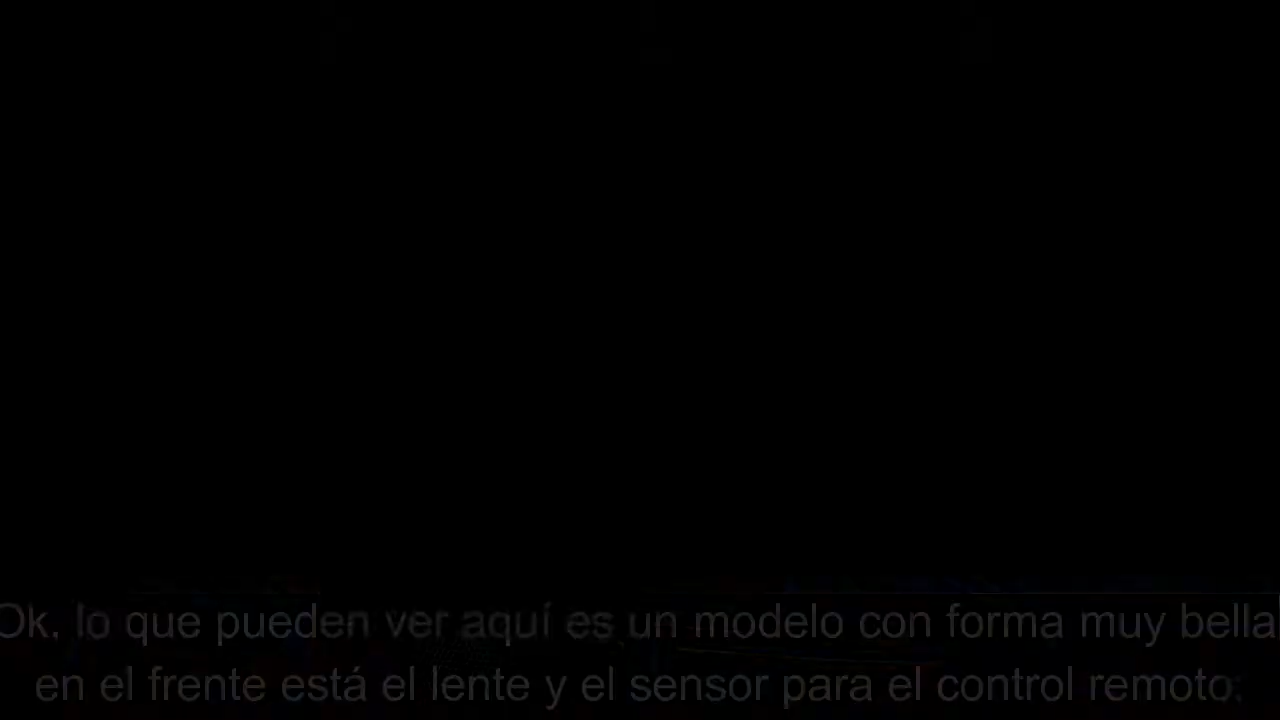 Ok, lo que pueden ver aquí es un modelo con forma muy bella
en el frente está el lente y el sensor para el control remoto;